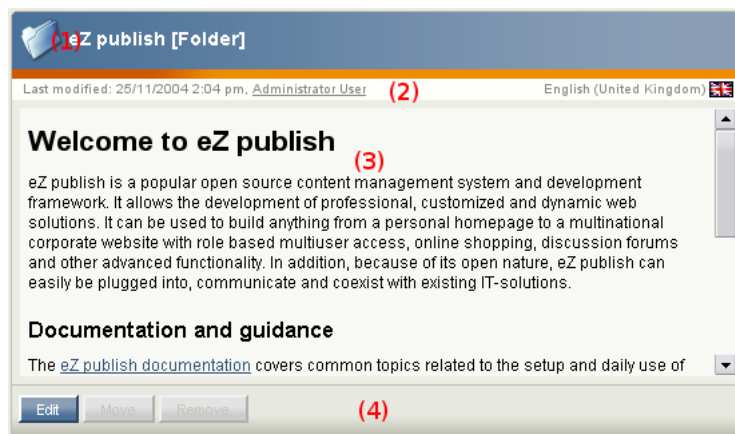 (1) eZ publish [Folder]
Last modified: 25/11/2004 2:04 pm, Administrator User (2) English (United Kingdom)
Welcome to eZ publish
(3)
eZ publish is a popular open source content management system and development
framework. It allows the development of professional, customized and dynamic web
solutions. It can be used to build anything from a personal homepage to a multinational
corporate website with role based multiuser access, online shopping, discussion forums
and other advanced functionality. In addition, because of its open nature, eZ publish can
easily be plugged into, communicate and coexist with existing IT-solutions.
Documentation and guidance
The eZ publish documentation covers common topics related to the setup and daily use of
Edit Move Remove (4)